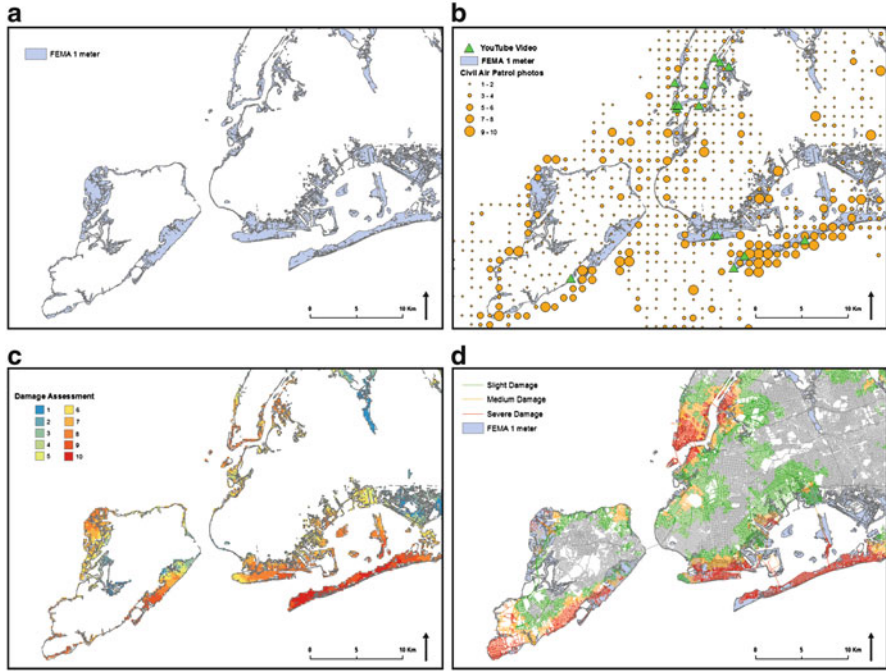 a
FEMA 1 meter
0 5 10 Km
b
YouTube Video
FEMA 1 meter
Civil Air Patrol photos
1 - 2
3 - 4
5 - 6
7 - 8
9 - 10
0 5 10 Km
c
Damage Assessment
1 6
2 7
3 8
4 9
5 10
0 5 10 Km
d
Slight Damage
Medium Damage
Severe Damage
FEMA 1 meter
0 5 10 Km